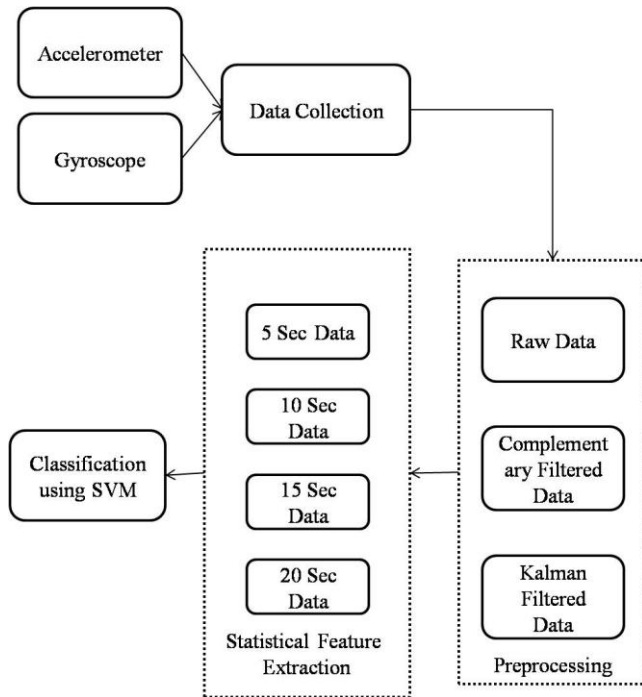 Accelerometer
Gyroscope
Data Collection
Raw Data
Complement
ary Filtered
Data
Kalman
Filtered
Data
Preprocessing
5 Sec Data
10 Sec
Data
15 Sec
Data
20 Sec
Data
Statistical Feature
Extraction
Classification
using SVM